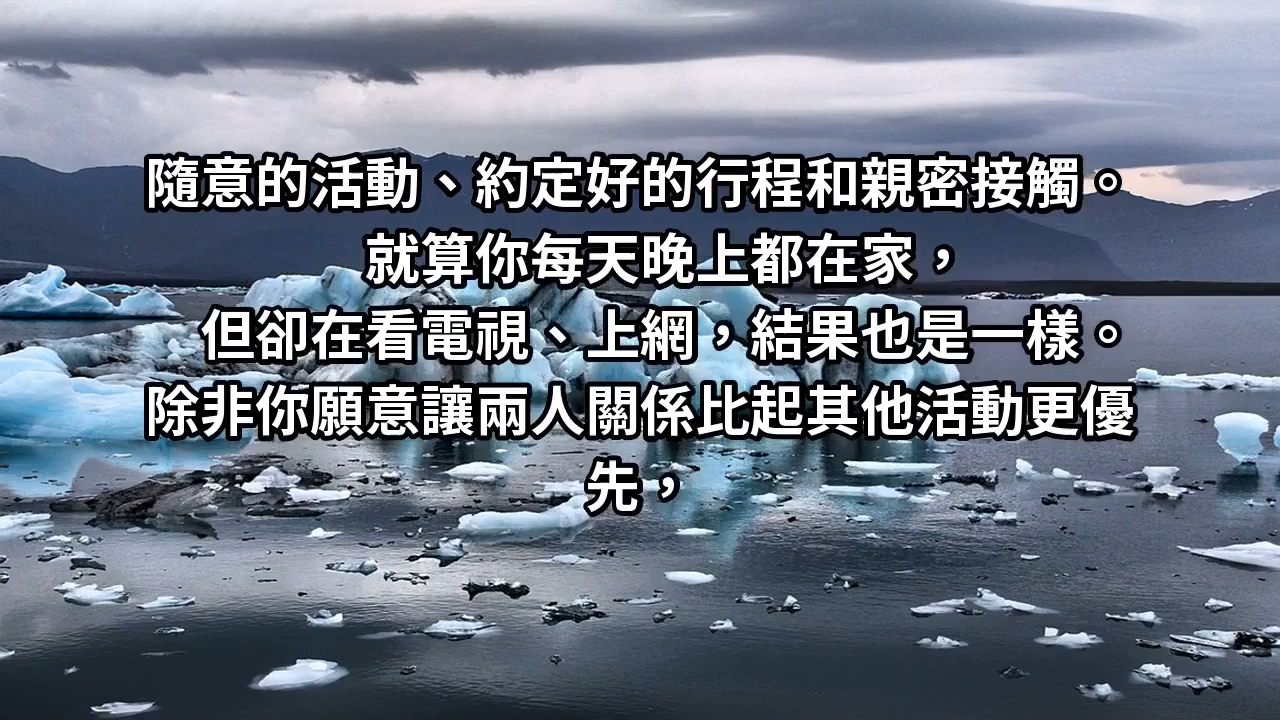 隨意的活動、約定好的行程和親密接觸。
就算你每天晚上都在家，
但卻在看電視、上網，結果也是一樣。
除非你願意讓兩人關係比起其他活動更優
先，